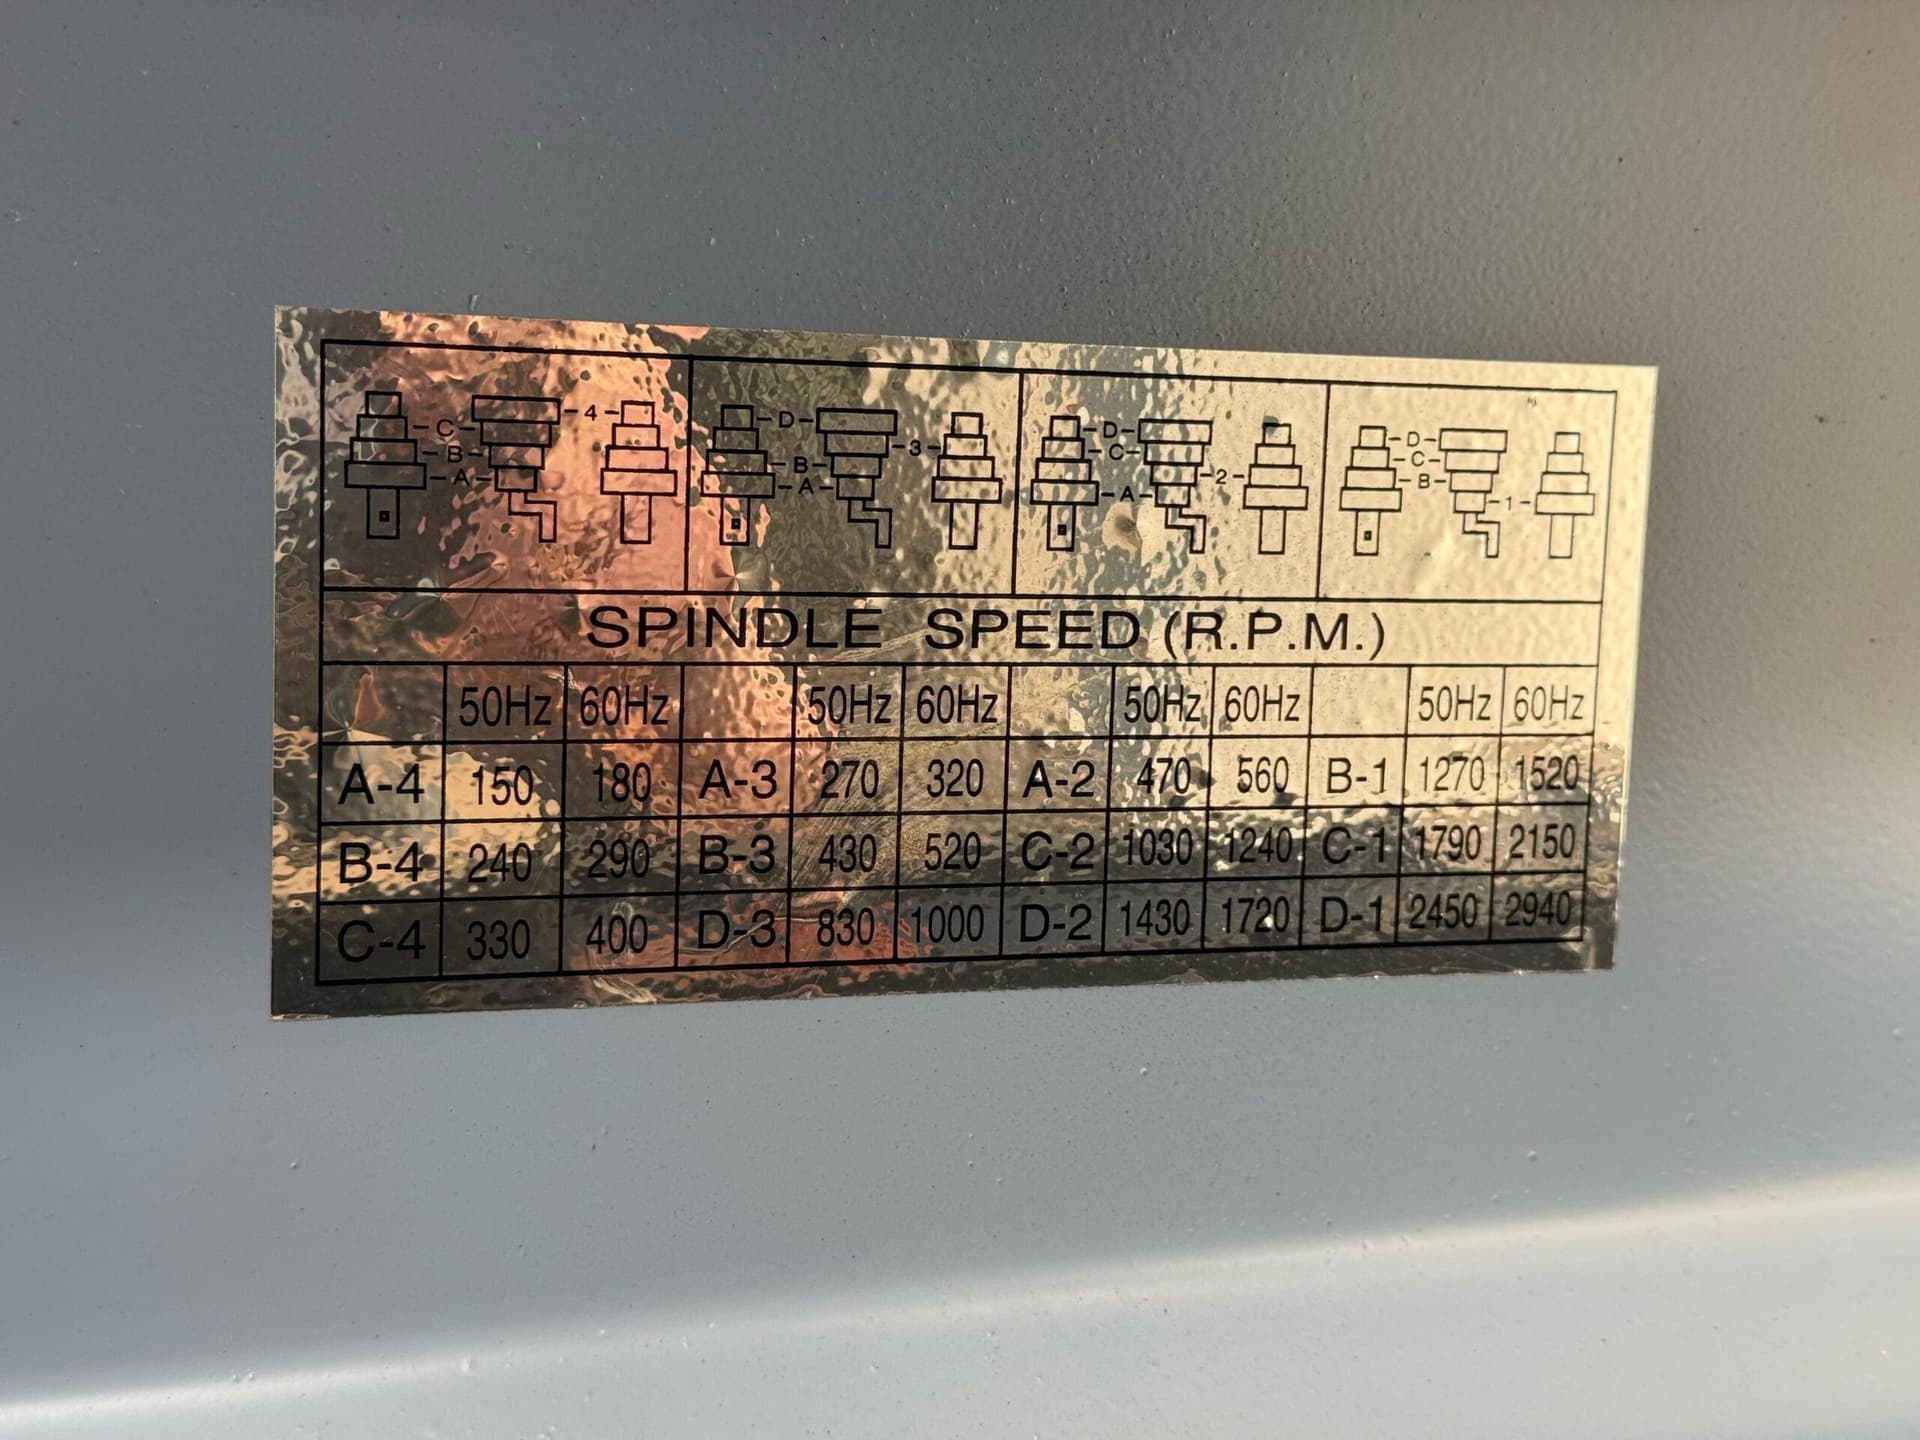 C 4 D D D
B B 3 C C
A A A 2 B 1
SPINDLE SPEED (R.P.M.)
50Hz 60Hz 50Hz 60Hz 50Hz 60Hz 50Hz 60Hz
A-4 150 180 A-3 270 320 A-2 470 560 B-1 1270 1520
B-4 240 290 B-3 430 520 C-2 1030 1240 C-1 1790 2150
C-4 330 400 D-3 830 1000 D-2 1430 1720 D-1 2450 2940